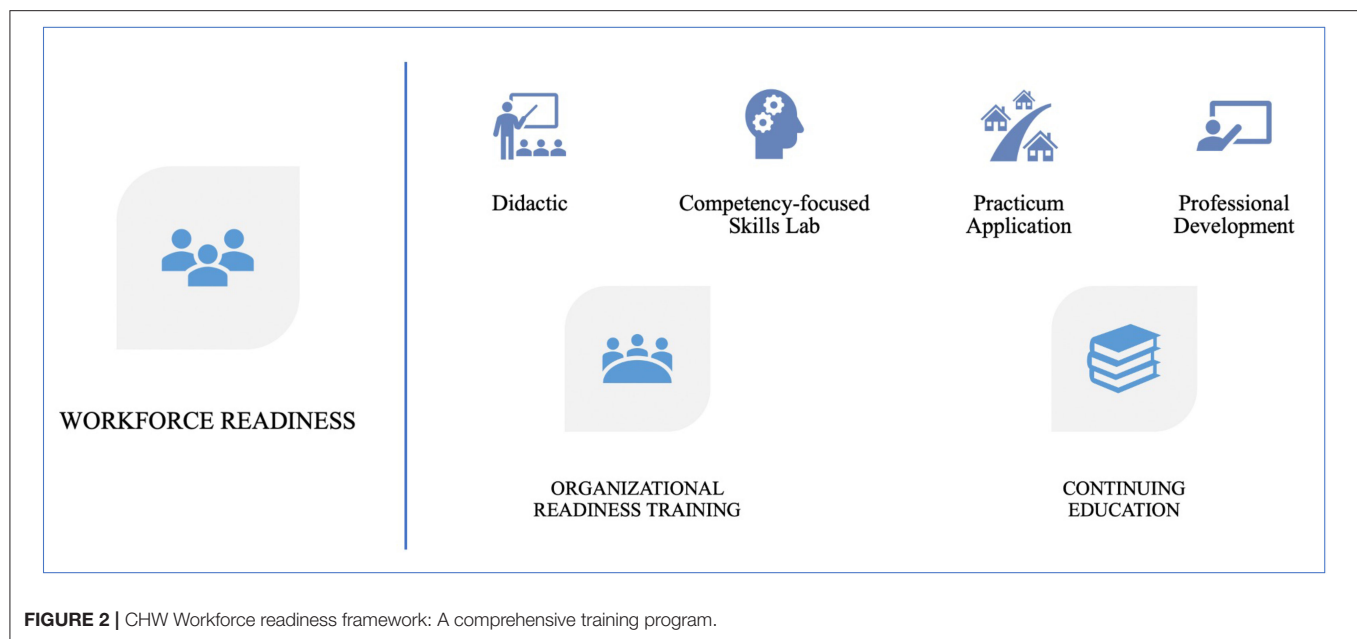 Didactic
Competency-focused
Skills Lab
Practicum
Application
Professional
Development
WORKFORCE READINESS
ORGANIZATIONAL
READINESS TRAINING
CONTINUING
EDUCATION
FIGURE 2 | CHW Workforce readiness framework: A comprehensive training program.